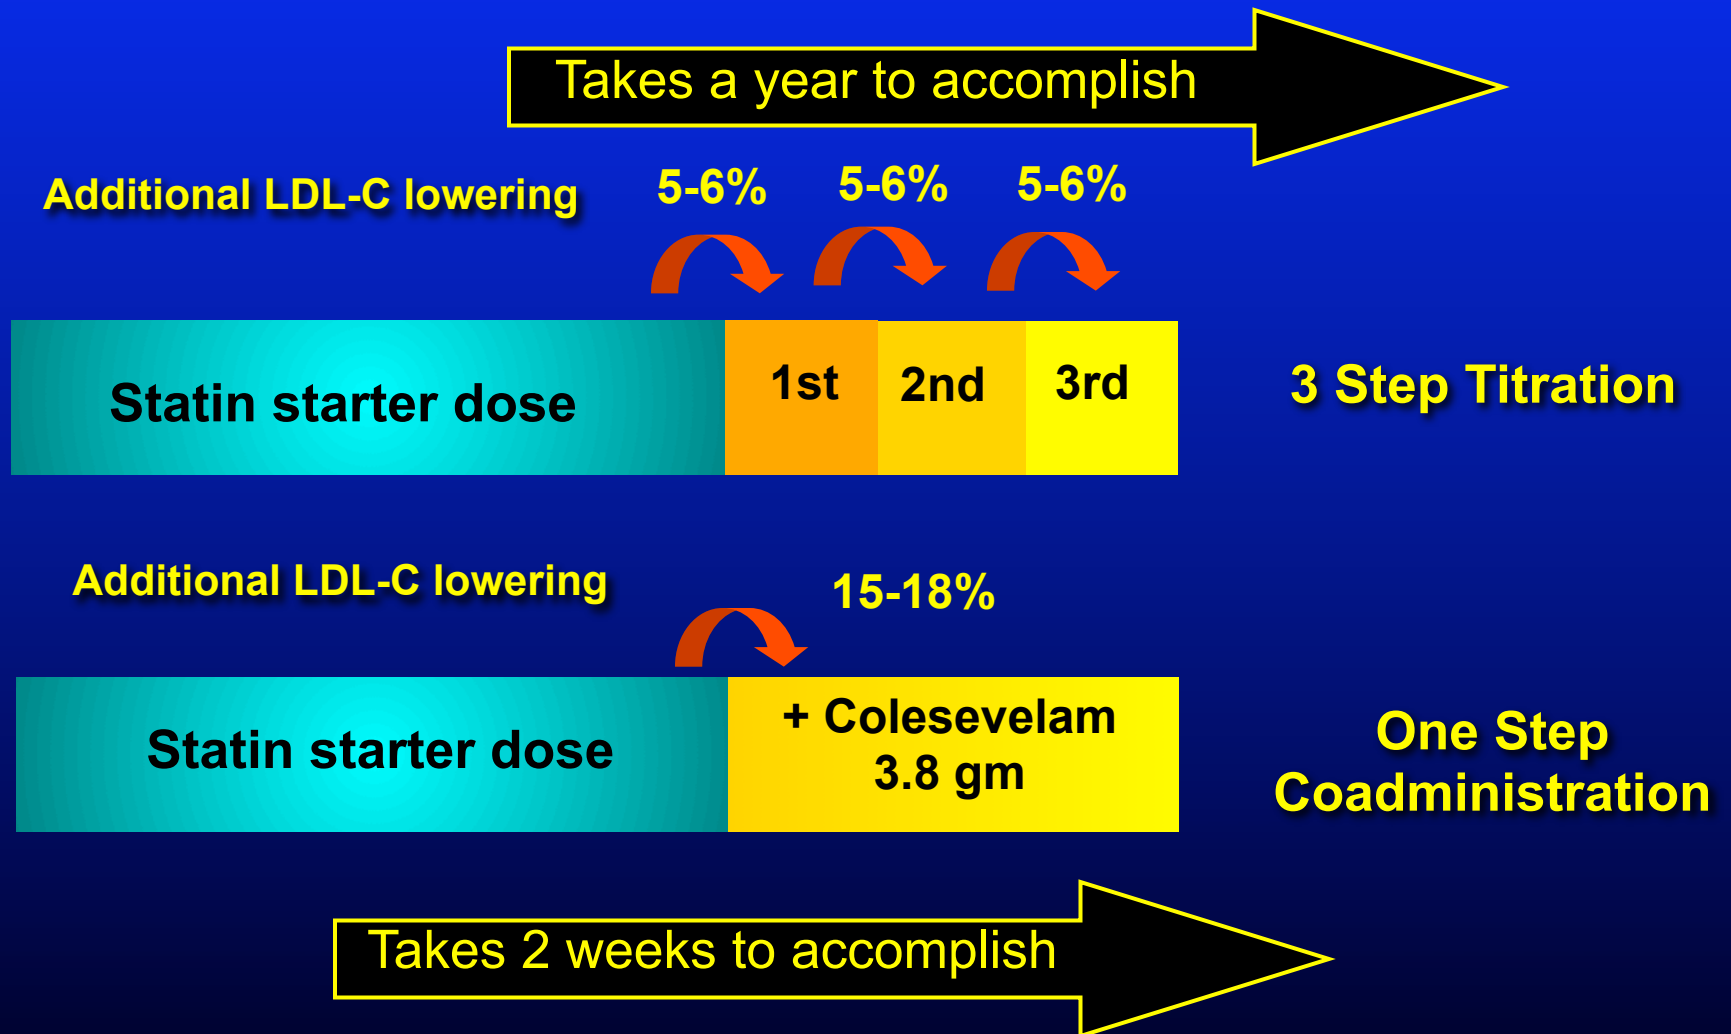 Takes a year to accomplish
Additional LDL-C lowering
5-6%
5-6%
5-6%
Statin starter dose
1st
2nd
3rd
3 Step Titration
Additional LDL-C lowering
15-18%
Statin starter dose
+ Colesevelam
3.8 gm
One Step
Coadministration
Takes 2 weeks to accomplish